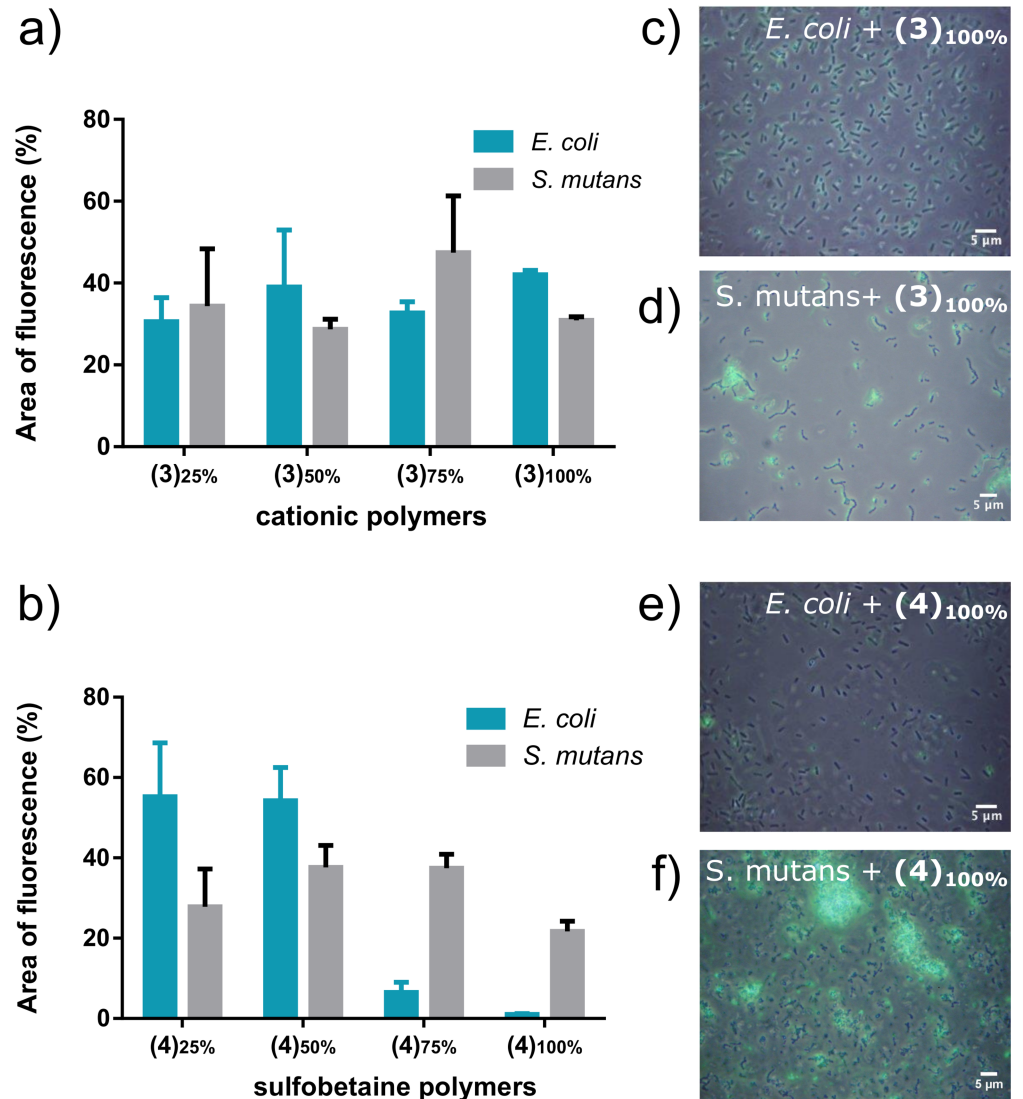 a)
Area of fluorescence (%)
80
60
40
20
0
E. coli
S. mutans
(3)25%
(3)50%
(3)75%
(3)100%
cationic polymers
b)
Area of fluorescence (%)
80
60
40
20
0
E. coli
S. mutans
(4)25%
(4)50%
(4)75%
(4)100%
sulfobetaine polymers
c)
E. coli + (3)100%
5 µm
d)
S. mutans+ (3)100%
5 µm
e)
E. coli + (4)100%
5 µm
f)
S. mutans + (4)100%
5 µm